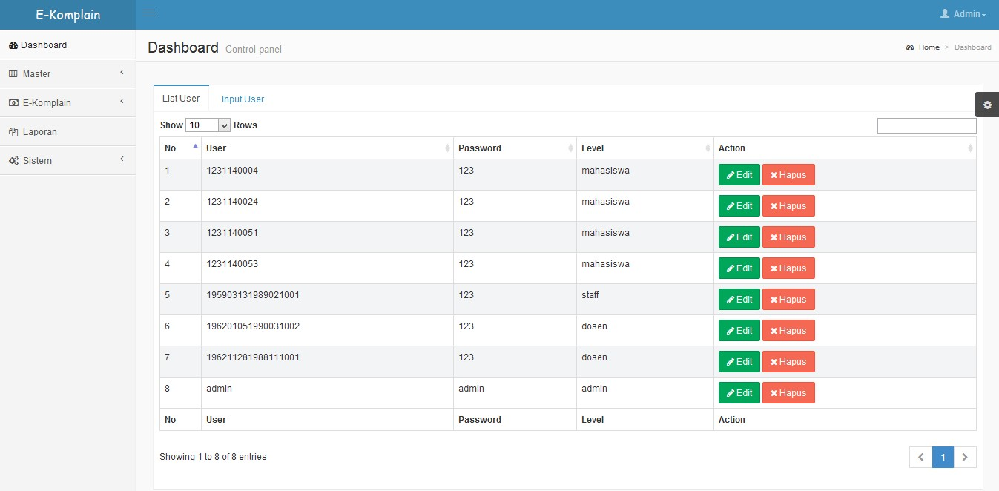 E-Komplain
Admin
Dashboard
Master
E-Komplain
Laporan
Sistem
Dashboard Control panel
Home > Dashboard
List User Input User
Show 10 Rows
No User Password Level Action
1 1231140004 123 mahasiswa Edit Hapus
2 1231140024 123 mahasiswa Edit Hapus
3 1231140051 123 mahasiswa Edit Hapus
4 1231140053 123 mahasiswa Edit Hapus
5 195903131989021001 123 staff Edit Hapus
6 196201051990031002 123 dosen Edit Hapus
7 196211281988111001 123 dosen Edit Hapus
8 admin admin admin Edit Hapus
No User Password Level Action
Showing 1 to 8 of 8 entries
1